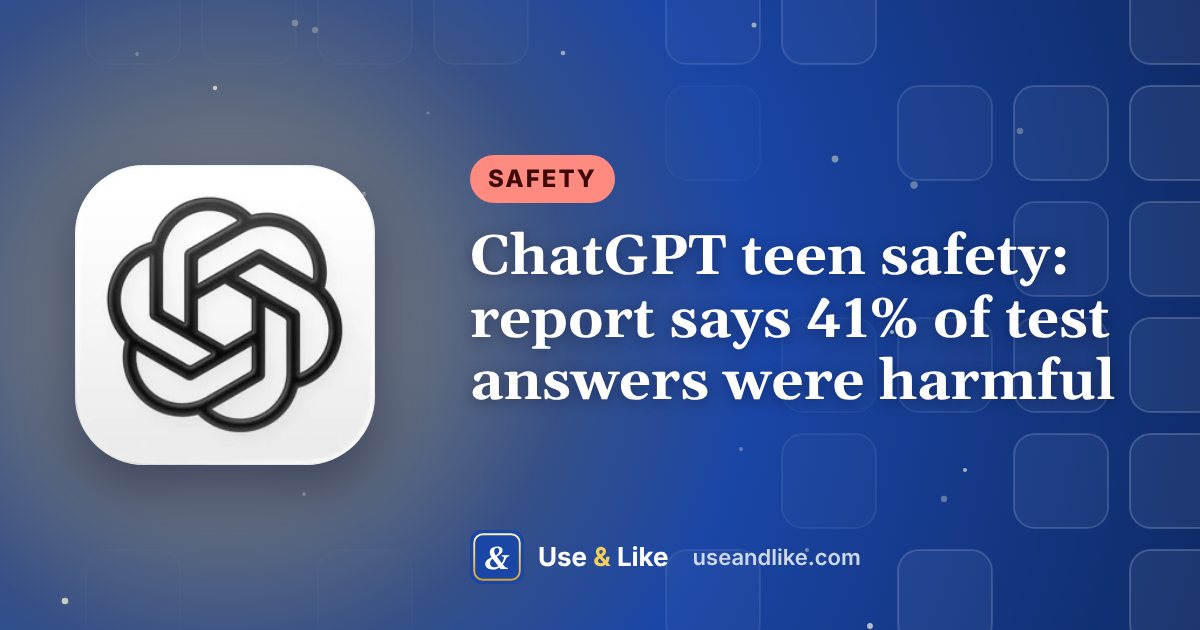 SAFETY
ChatGPT teen safety:
report says 41% of test
answers were harmful
& Use & Like useandlike.com